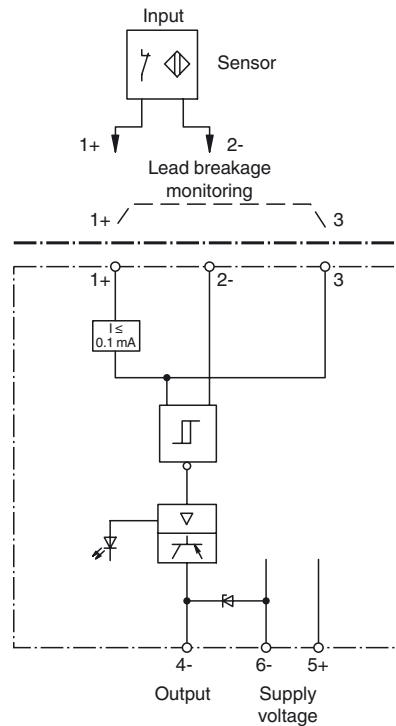 Input
Sensor
1+
2-
Lead breakage
monitoring
1+
3
1+
2-
3
I ≤
0.1 mA
4-
6-
5+
Output
Supply
voltage